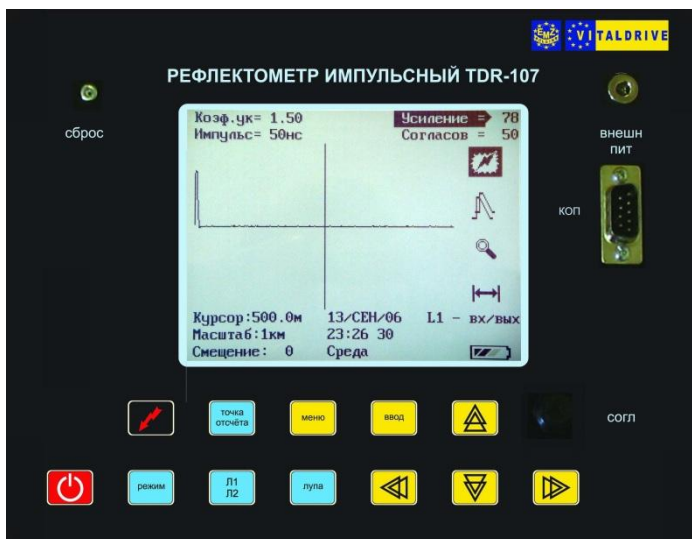 EMZ VITALDRIVE
РЕФЛЕКТОМЕТР ИМПУЛЬСНЫЙ TDR-107
сброс
внешн
пит
Коэф.ук= 1.50 Усиление = 78
Импульс= 50нс Согласов = 50
коп
Курсор:500.0м 13/СЕН/06 L1 - вх/вых
Масштаб:1км 23:26 30
Смещение: 0 Среда
точка
отсчёта
меню
ввод
согл
режим
Л1
Л2
лупа